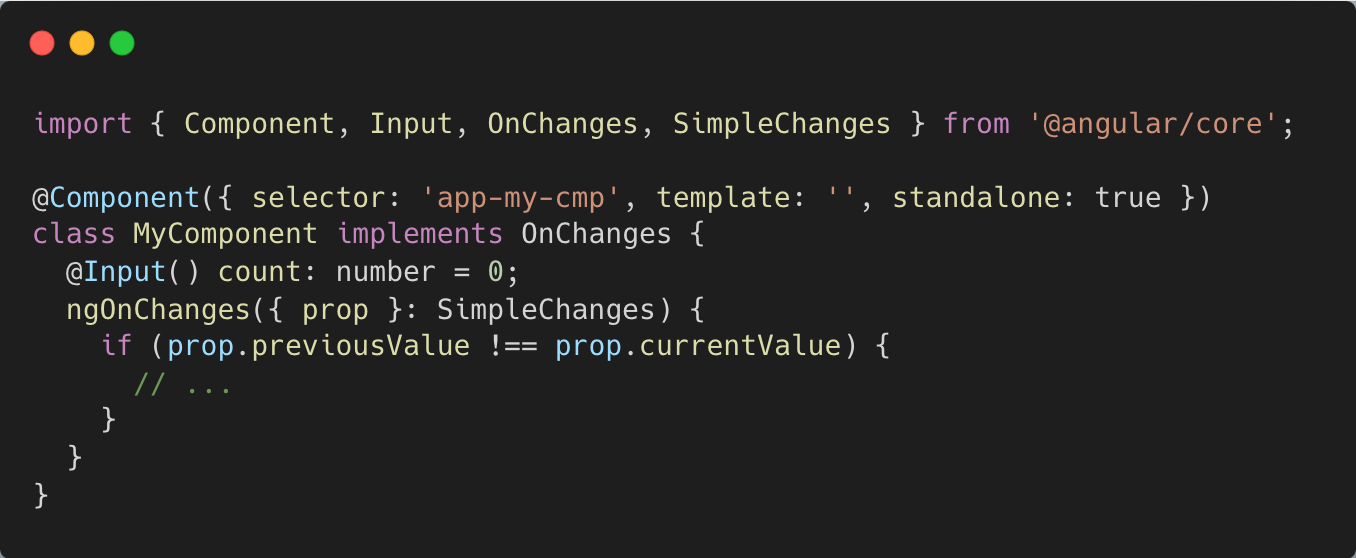 import { Component, Input, OnChanges, SimpleChanges } from '@angular/core';
@Component({ selector: 'app-my-cmp', template: '', standalone: true })
class MyComponent implements OnChanges {
  @Input() count: number = 0;
  ngOnChanges({ prop }: SimpleChanges) {
    if (prop.previousValue !== prop.currentValue) {
      // ...
    }
  }
}